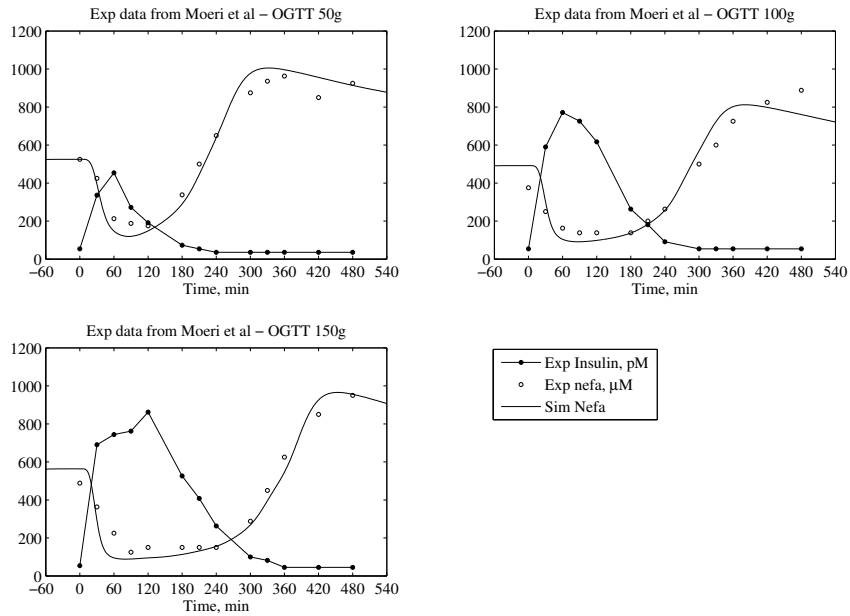 Exp data from Moeri et al − OGTT 50g
1200
1000
800
600
400
200
0
−60 0 60 120 180 240 300 360 420 480 540
Time, min
Exp data from Moeri et al − OGTT 100g
1200
1000
800
600
400
200
0
−60 0 60 120 180 240 300 360 420 480 540
Time, min
Exp data from Moeri et al − OGTT 150g
1200
1000
800
600
400
200
0
−60 0 60 120 180 240 300 360 420 480 540
Time, min
Exp Insulin, pM
Exp nefa, µM
Sim Nefa